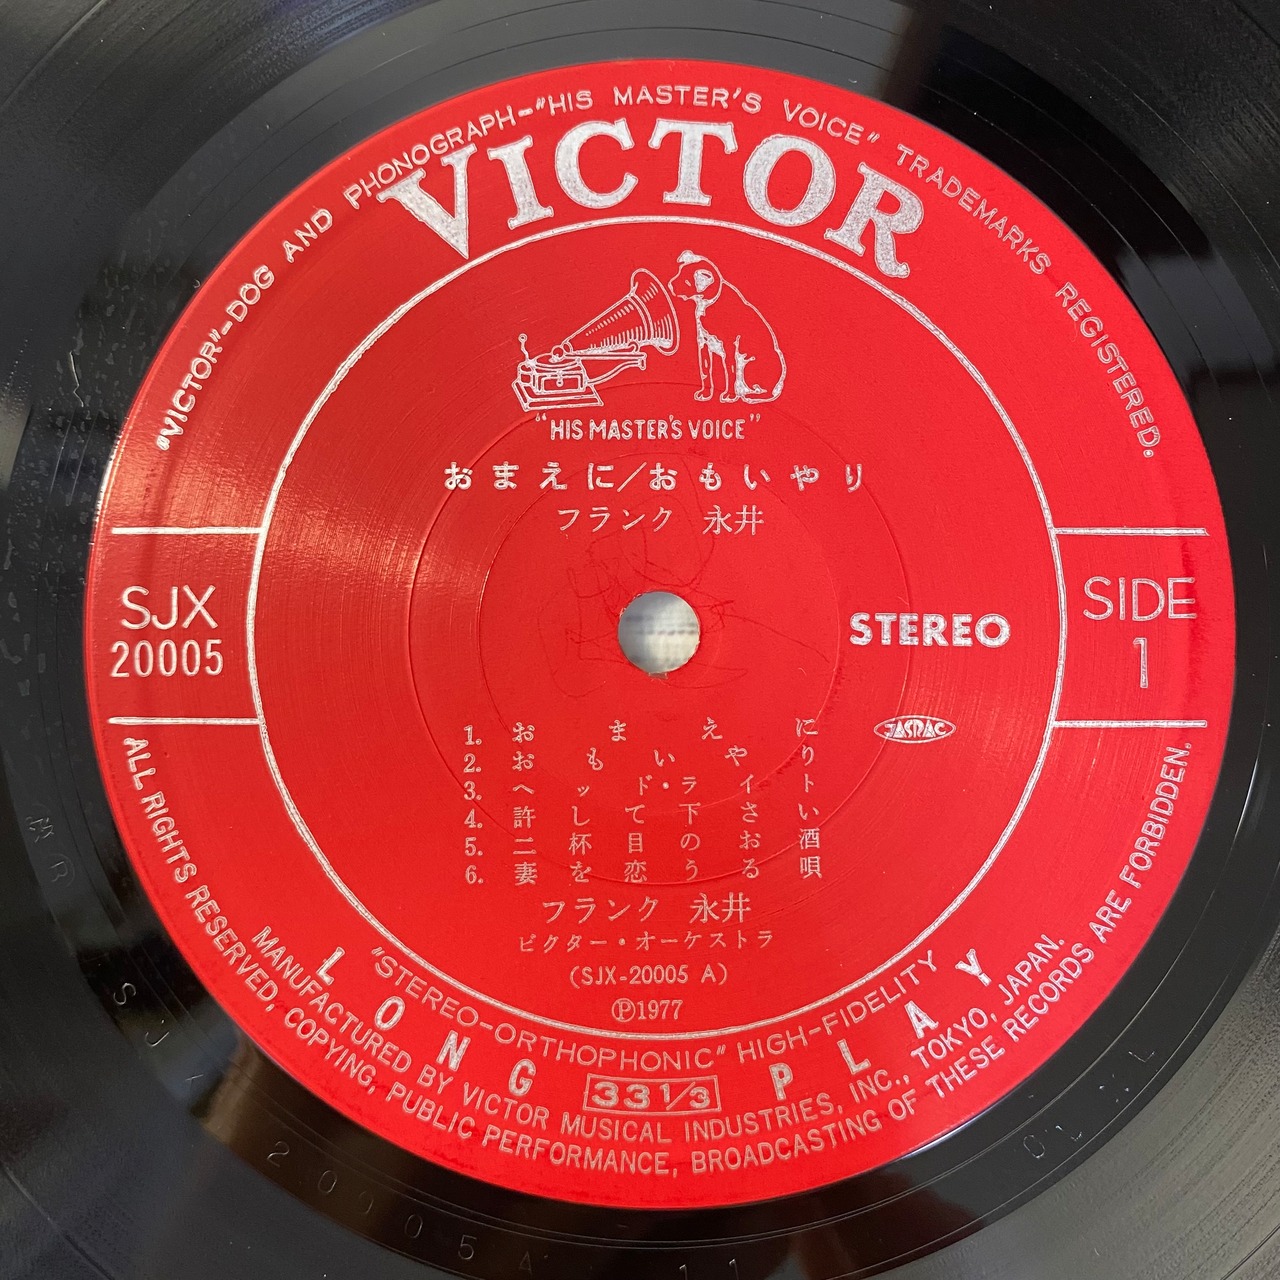 "VICTOR"-DOG AND PHONOGRAPH-"HIS MASTER'S VOICE" TRADEMARKS REGISTERED.
VICTOR
"HIS MASTER'S VOICE"
おまえに/おもいやり
フランク 永井
SJX
20005
STEREO
SIDE
1
JASRAC
1. おまえに
2. おもいやり
3. ヘッド・ライト
4. 許して下さい
5. 二杯目のお酒
6. 妻を恋うる唄
フランク 永井
ビクター・オーケストラ
(SJX-20005 A)
Ⓟ1977
"STEREO-ORTHOPHONIC" HIGH-FIDELITY
LONG 33 1/3 PLAY
MANUFACTURED BY VICTOR MUSICAL INDUSTRIES, INC., TOKYO, JAPAN.
ALL RIGHTS RESERVED, COPYING, PUBLIC PERFORMANCE, BROADCASTING OF THESE RECORDS ARE FORBIDDEN.